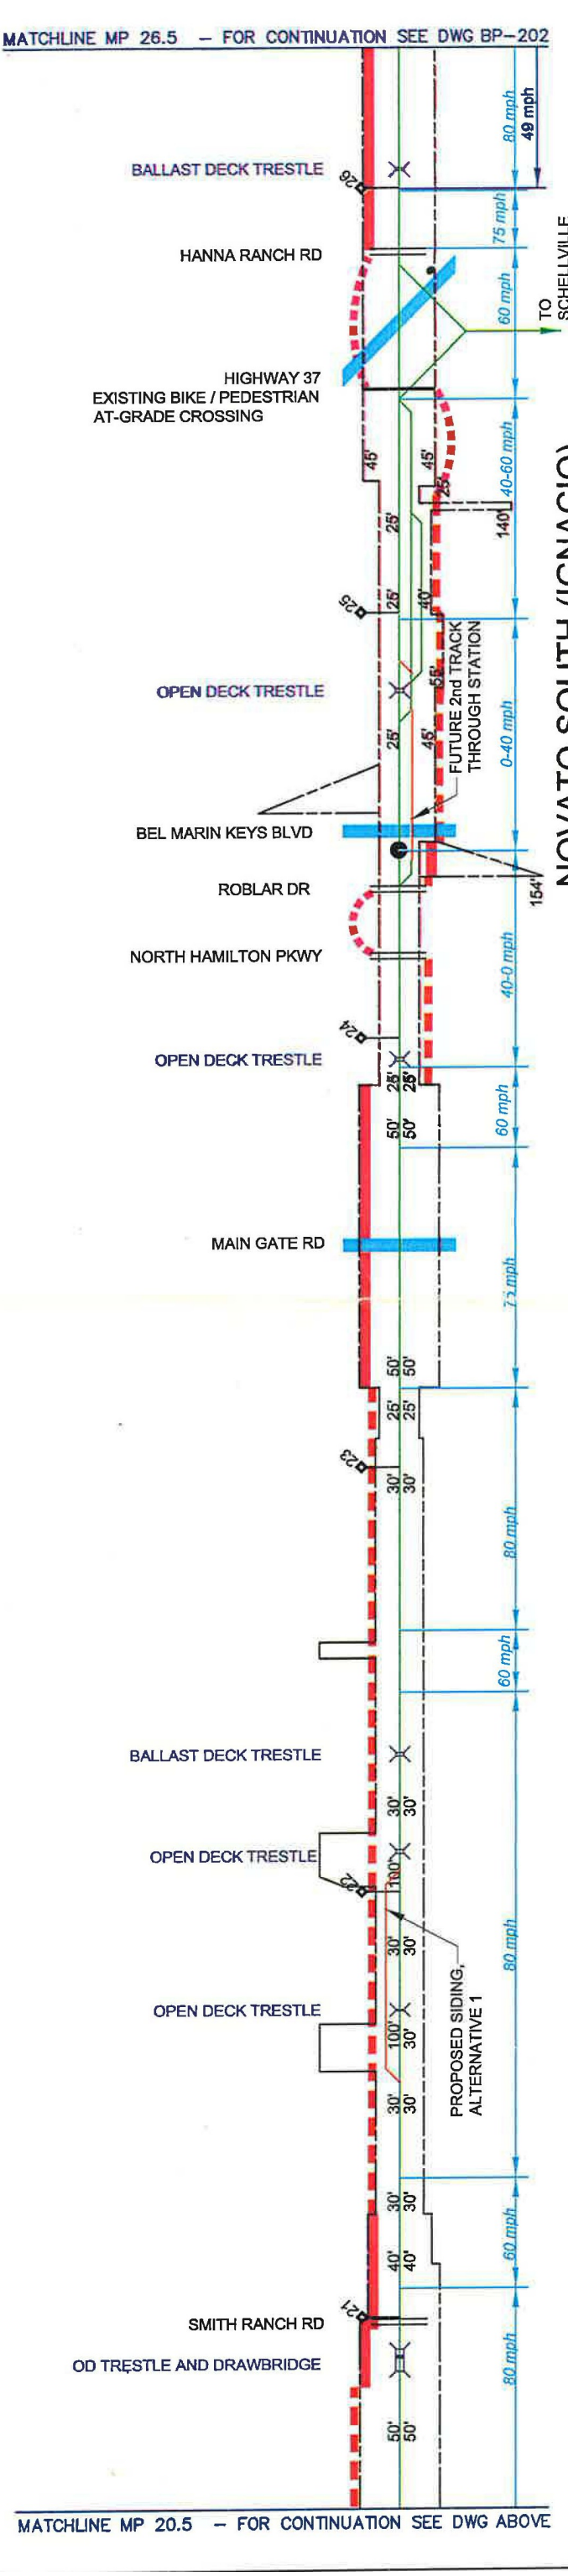 MATCHLINE MP 26.5 – FOR CONTINUATION SEE DWG BP-202
80 mph
49 mph
BALLAST DECK TRESTLE
26
75 mph
HANNA RANCH RD
60 mph
TO
SCHELLVILLE
HIGHWAY 37
EXISTING BIKE / PEDESTRIAN
AT-GRADE CROSSING
45'
45'
40-60 mph
25'
25'
140'
25'
40'
25
NOVATO SOUTH (IGNACIO)
OPEN DECK TRESTLE
55'
FUTURE 2nd TRACK
THROUGH STATION
25'
45'
0-40 mph
BEL MARIN KEYS BLVD
154'
ROBLAR DR
NORTH HAMILTON PKWY
40-0 mph
24
OPEN DECK TRESTLE
25'
25'
50'
50'
60 mph
MAIN GATE RD
75 mph
50'
50'
25'
25'
23
30'
30'
80 mph
60 mph
BALLAST DECK TRESTLE
30'
30'
OPEN DECK TRESTLE
22
100'
30'
30'
80 mph
PROPOSED SIDING,
ALTERNATIVE 1
OPEN DECK TRESTLE
100'
30'
30'
30'
30'
30'
60 mph
40'
40'
21
SMITH RANCH RD
OD TRESTLE AND DRAWBRIDGE
80 mph
50'
50'
MATCHLINE MP 20.5 – FOR CONTINUATION SEE DWG ABOVE